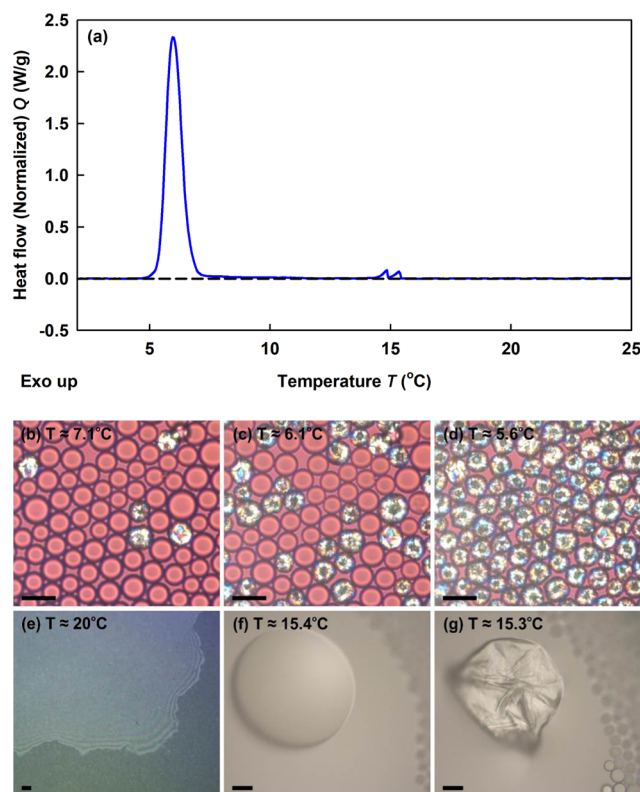 (a)
Heat flow (Normalized) Q (W/g)
2.5
2.0
1.5
1.0
0.5
0.0
-0.5
5
10
15
20
25
Exo up
Temperature T (°C)
(b) T ≈ 7.1°C
(c) T ≈ 6.1°C
(d) T ≈ 5.6°C
(e) T ≈ 20°C
(f) T ≈ 15.4°C
(g) T ≈ 15.3°C